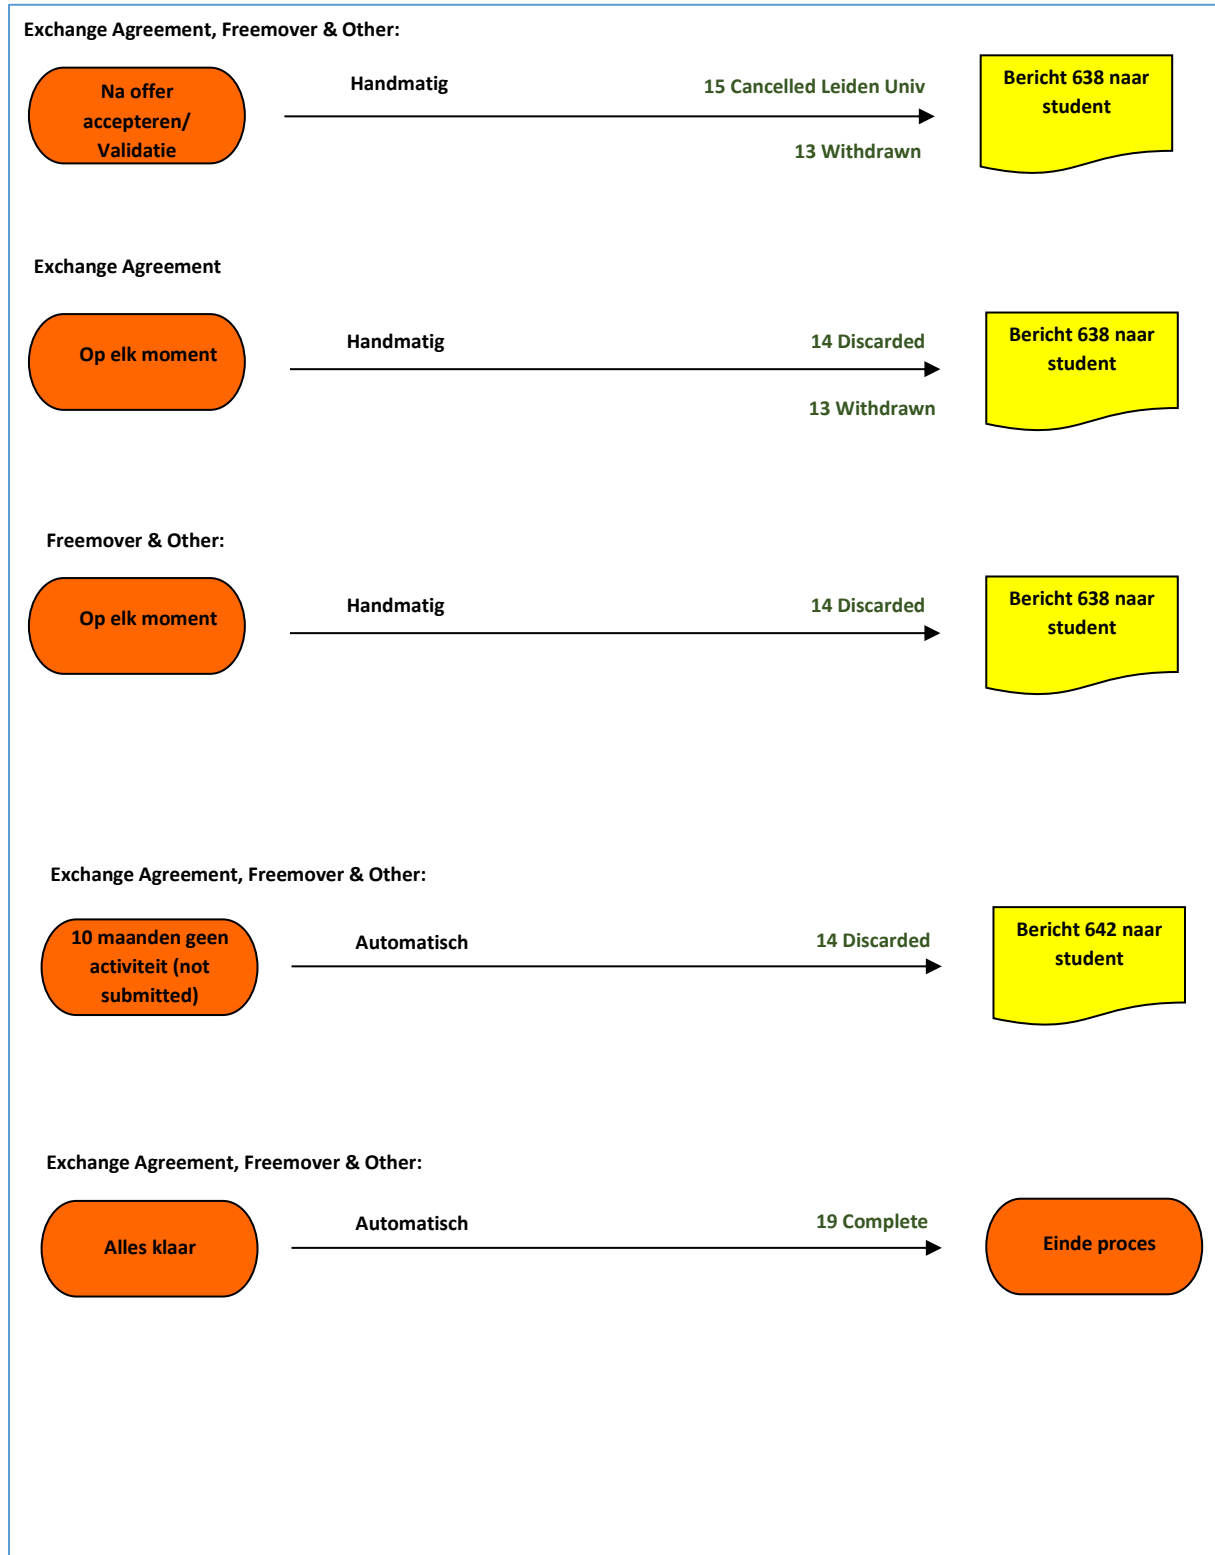 Exchange Agreement, Freemover & Other:
Na offer
accepteren/
Validatie
Handmatig
15 Cancelled Leiden Univ
13 Withdrawn
Bericht 638 naar
student
Exchange Agreement
Op elk moment
Handmatig
14 Discarded
13 Withdrawn
Bericht 638 naar
student
Freemover & Other:
Op elk moment
Handmatig
14 Discarded
Bericht 638 naar
student
Exchange Agreement, Freemover & Other:
10 maanden geen
activiteit (not
submitted)
Automatisch
14 Discarded
Bericht 642 naar
student
Exchange Agreement, Freemover & Other:
Alles klaar
Automatisch
19 Complete
Einde proces